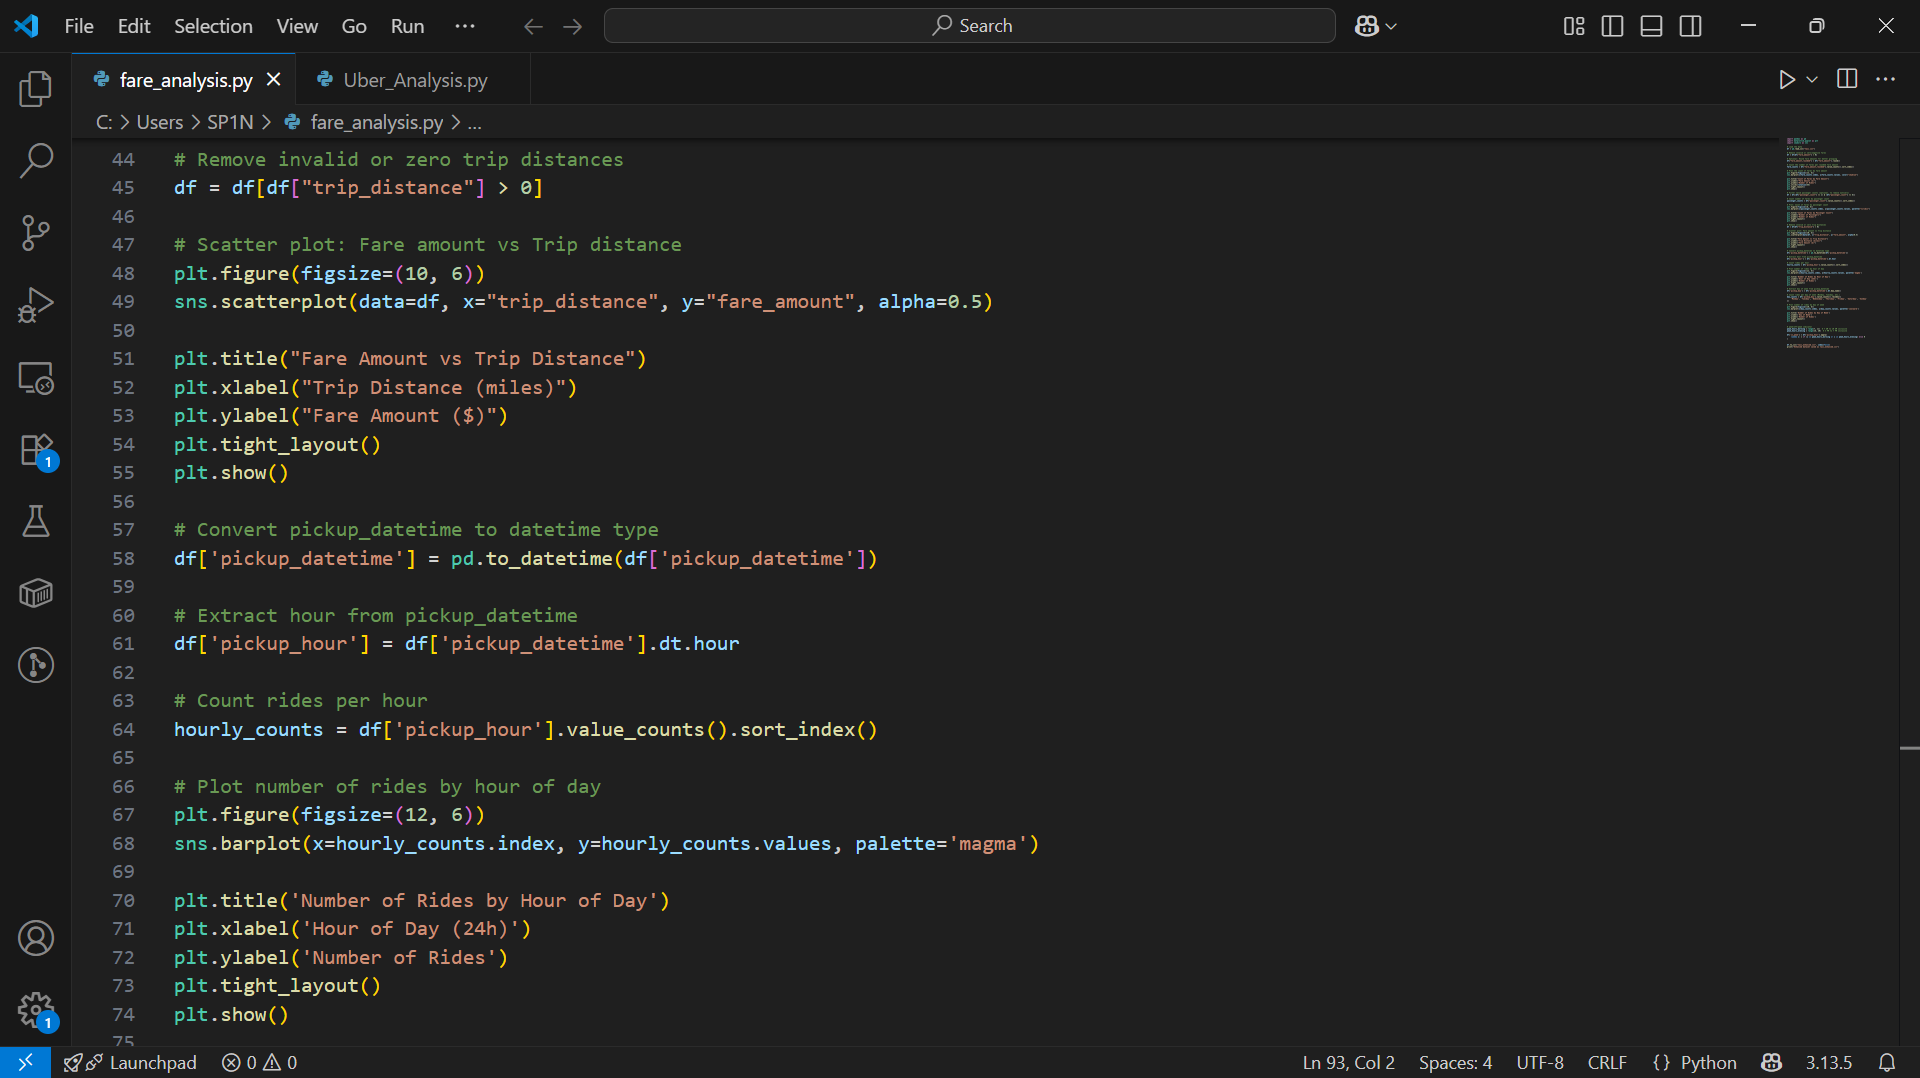 File Edit Selection View Go Run ··· Search
fare_analysis.py Uber_Analysis.py
C: > Users > SP1N > fare_analysis.py > ...
44 # Remove invalid or zero trip distances
45 df = df[df["trip_distance"] > 0]
46
47 # Scatter plot: Fare amount vs Trip distance
48 plt.figure(figsize=(10, 6))
49 sns.scatterplot(data=df, x="trip_distance", y="fare_amount", alpha=0.5)
50
51 plt.title("Fare Amount vs Trip Distance")
52 plt.xlabel("Trip Distance (miles)")
53 plt.ylabel("Fare Amount ($)")
54 plt.tight_layout()
55 plt.show()
56
57 # Convert pickup_datetime to datetime type
58 df['pickup_datetime'] = pd.to_datetime(df['pickup_datetime'])
59
60 # Extract hour from pickup_datetime
61 df['pickup_hour'] = df['pickup_datetime'].dt.hour
62
63 # Count rides per hour
64 hourly_counts = df['pickup_hour'].value_counts().sort_index()
65
66 # Plot number of rides by hour of day
67 plt.figure(figsize=(12, 6))
68 sns.barplot(x=hourly_counts.index, y=hourly_counts.values, palette='magma')
69
70 plt.title('Number of Rides by Hour of Day')
71 plt.xlabel('Hour of Day (24h)')
72 plt.ylabel('Number of Rides')
73 plt.tight_layout()
74 plt.show()
75
1
1
Launchpad 0 0 Ln 93, Col 2 Spaces: 4 UTF-8 CRLF {} Python 3.13.5